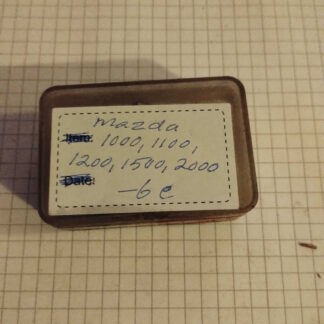 mazda
Item: 1000, 1100,
1200, 1500, 2000
Date:
-6e